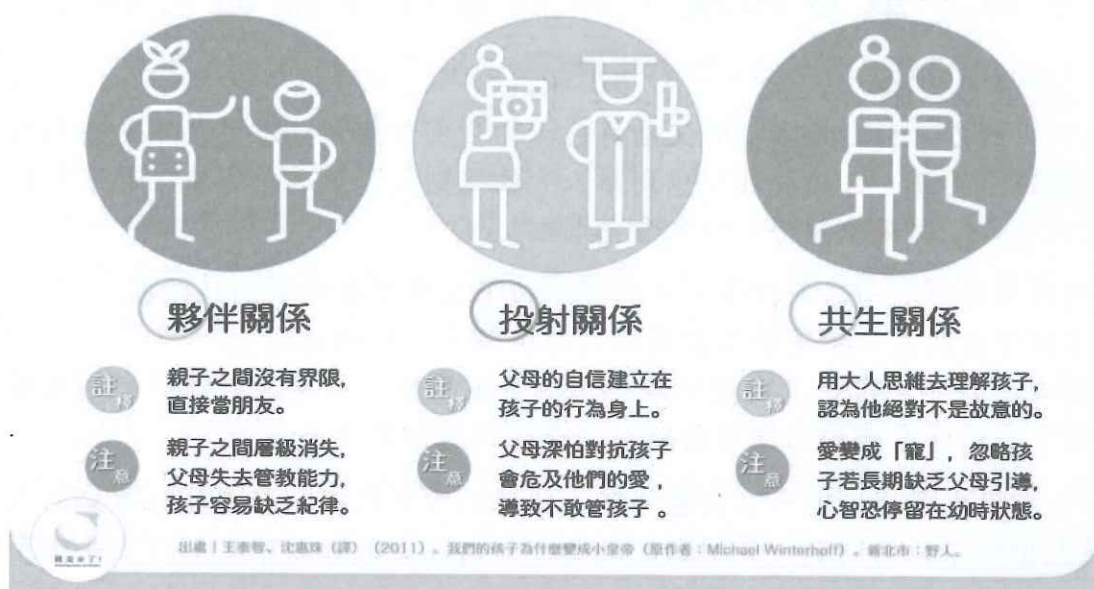 夥伴關係
註
親子之間沒有界限，
直接當朋友。
注意
親子之間層級消失，
父母失去管教能力，
孩子容易缺乏紀律。
投射關係
註
父母的自信建立在
孩子的行為身上。
注意
父母深怕對抗孩子
會危及他們的愛，
導致不敢管孩子。
共生關係
註
用大人思維去理解孩子，
認為他絕對不是故意的。
注意
愛變成「寵」，忽略孩
子若長期缺乏父母引導，
心智恐停留在幼時狀態。
出處｜王泰智、沈惠珠（譯）（2011）。我們的孩子為什麼變成小皇帝（原作者：Michael Winterhoff）。新北市：野人。